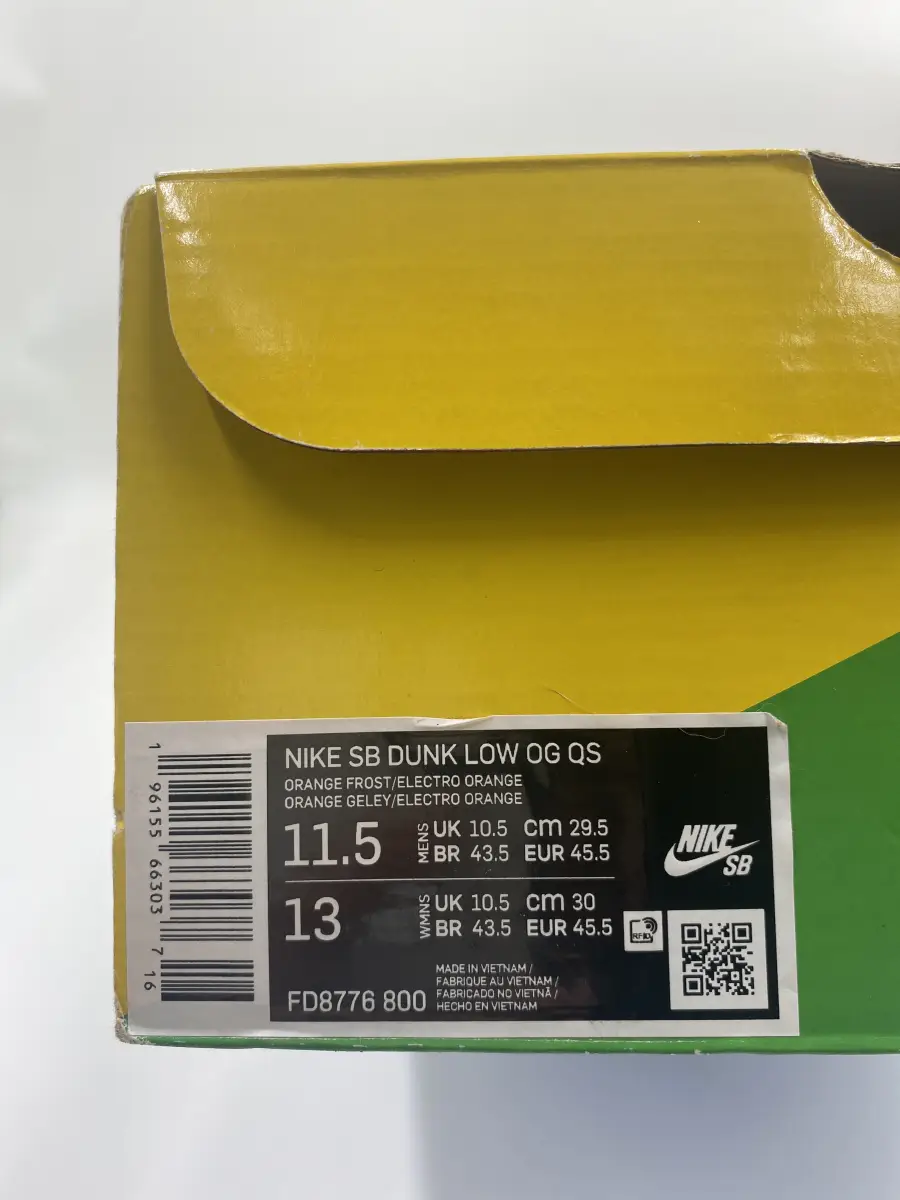 NIKE SB DUNK LOW OG QS
ORANGE FROST/ELECTRO ORANGE
ORANGE GELEY/ELECTRO ORANGE
11.5 MENS UK 10.5 cm 29.5
BR 43.5 EUR 45.5
13 WMNS UK 10.5 cm 30
BR 43.5 EUR 45.5
MADE IN VIETNAM /
FABRIQUE AU VIETNAM /
FABRICADO NO VIETNÃ /
HECHO EN VIETNAM
FD8776 800
1 96155 66303 7 16
NIKE
SB
RFID